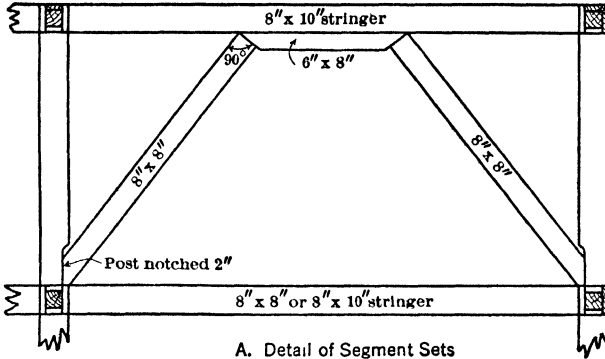 8"x 10"stringer
90°
6"x 8"
8"x 8"
8"x 8"
Post notched 2"
8"x 8"or 8"x 10"stringer
A. Detail of Segment Sets